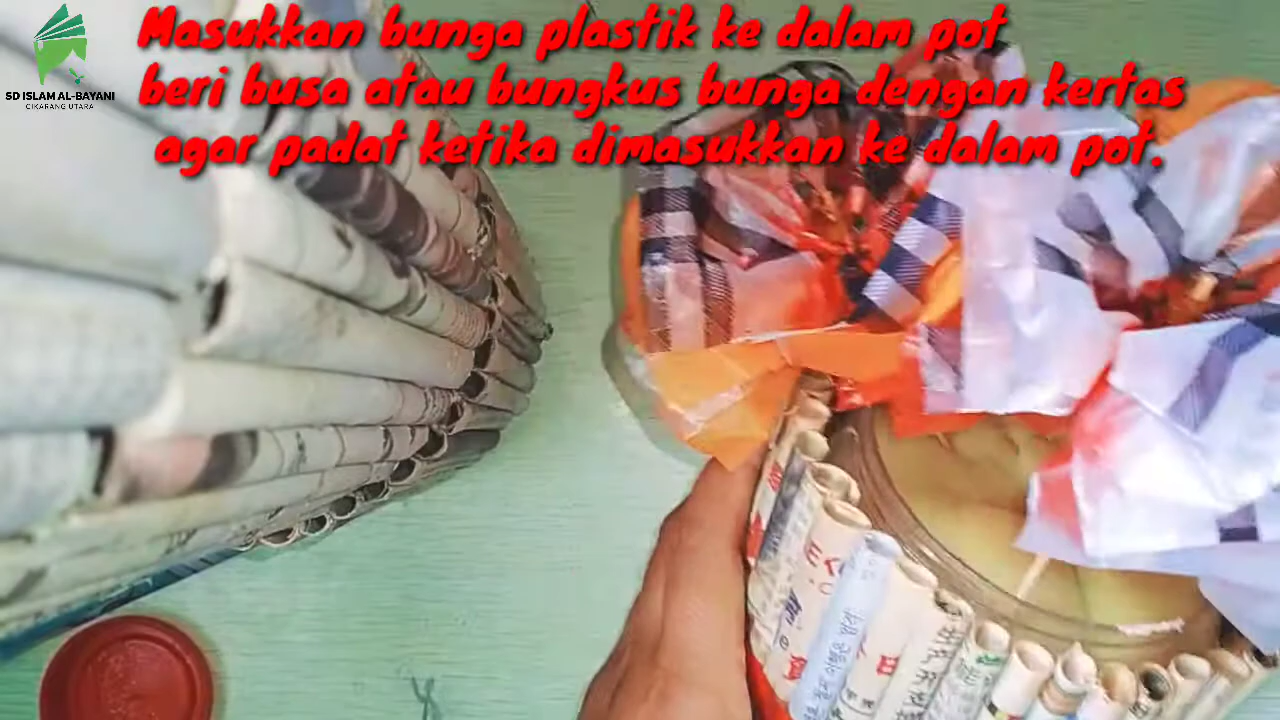 Masukkan bunga plastik ke dalam pot
beri busa atau bungkus bunga dengan kertas
agar padat ketika dimasukkan ke dalam pot.
SD ISLAM AL-BAYANI
CIKARANG UTARA